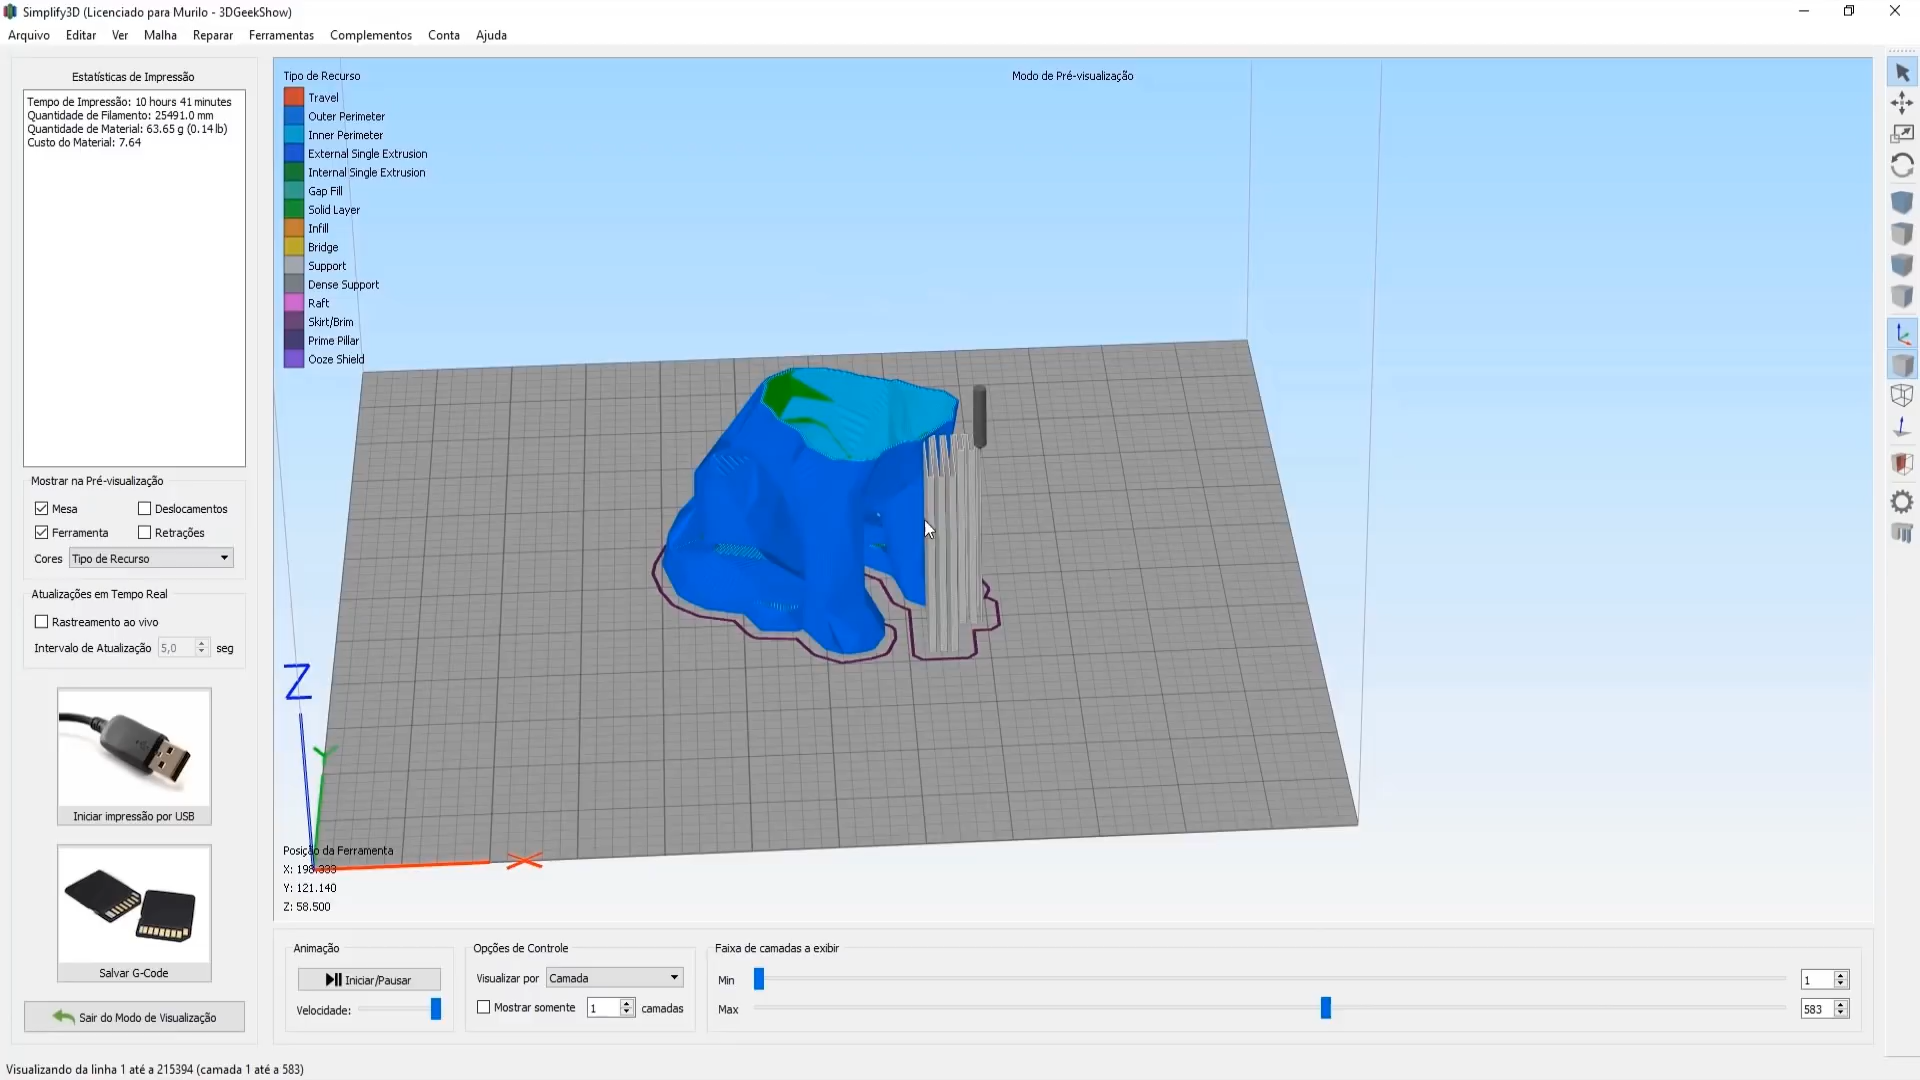 Simplify3D (Licenciado para Murilo - 3DGeekShow)
Arquivo Editar Ver Malha Reparar Ferramentas Complementos Conta Ajuda
Estatísticas de Impressão
Tempo de Impressão: 10 hours 41 minutes
Quantidade de Filamento: 25491.0 mm
Quantidade de Material: 63.65 g (0.14 lb)
Custo do Material: 7.64
Mostrar na Pré-visualização
Mesa Deslocamentos
Ferramenta Retrações
Cores Tipo de Recurso
Atualizações em Tempo Real
Rastreamento ao vivo
Intervalo de Atualização 5,0 seg
Iniciar impressão por USB
Salvar G-Code
Sair do Modo de Visualização
Tipo de Recurso
Travel
Outer Perimeter
Inner Perimeter
External Single Extrusion
Internal Single Extrusion
Gap Fill
Solid Layer
Infill
Bridge
Support
Dense Support
Raft
Skirt/Brim
Prime Pillar
Ooze Shield
Modo de Pré-visualização
Z
Y
X
Posição da Ferramenta
X: 198.333
Y: 121.140
Z: 58.500
Animação
Iniciar/Pausar
Velocidade:
Opções de Controle
Visualizar por Camada
Mostrar somente 1 camadas
Faixa de camadas a exibir
Min 1
Max 583
Visualizando da linha 1 até a 215394 (camada 1 até a 583)